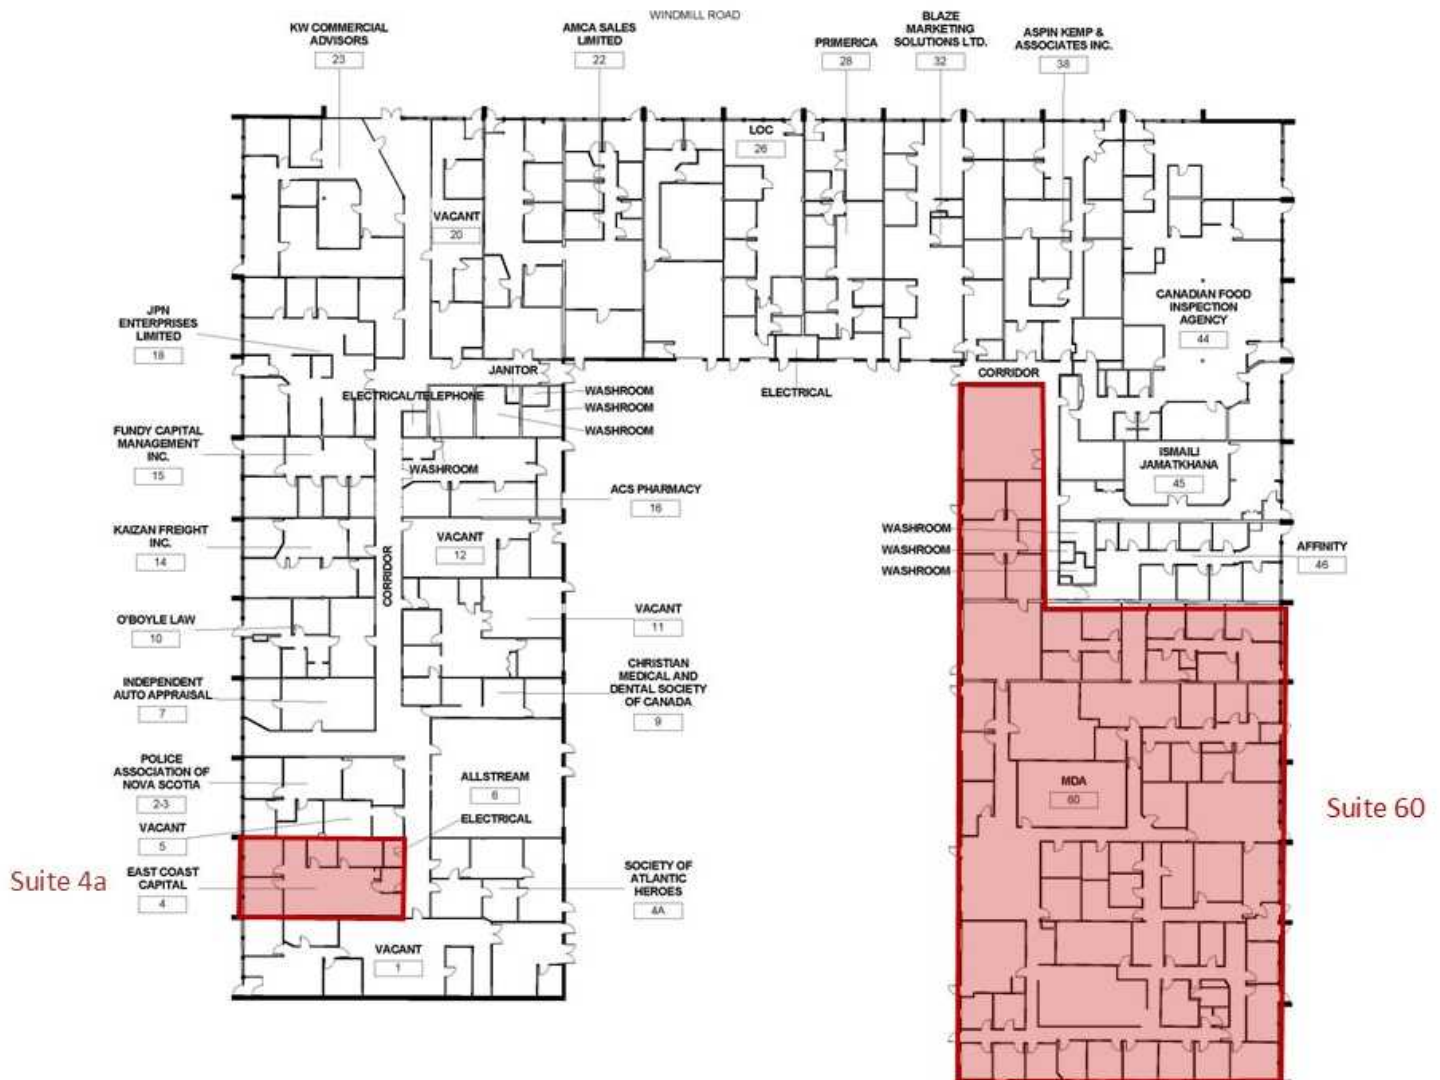 WINDMILL ROAD
KW COMMERCIAL
ADVISORS
23
AMCA SALES
LIMITED
22
PRIMERICA
28
BLAZE
MARKETING
SOLUTIONS LTD.
32
ASPIN KEMP &
ASSOCIATES INC.
38
LOC
26
VACANT
20
CANADIAN FOOD
INSPECTION
AGENCY
44
JPN
ENTERPRISES
LIMITED
18
JANITOR
CORRIDOR
ELECTRICAL/TELEPHONE
WASHROOM
WASHROOM
WASHROOM
ELECTRICAL
FUNDY CAPITAL
MANAGEMENT
INC.
15
WASHROOM
ISMAILI
JAMATKHANA
45
ACS PHARMACY
16
KAIZAN FREIGHT
INC.
14
VACANT
12
CORRIDOR
WASHROOM
WASHROOM
WASHROOM
AFFINITY
46
O'BOYLE LAW
10
VACANT
11
INDEPENDENT
AUTO APPRAISAL
7
CHRISTIAN
MEDICAL AND
DENTAL SOCIETY
OF CANADA
9
POLICE
ASSOCIATION OF
NOVA SCOTIA
2-3
ALLSTREAM
6
MDA
60
Suite 60
VACANT
5
ELECTRICAL
Suite 4a
EAST COAST
CAPITAL
4
SOCIETY OF
ATLANTIC
HEROES
4A
VACANT
1